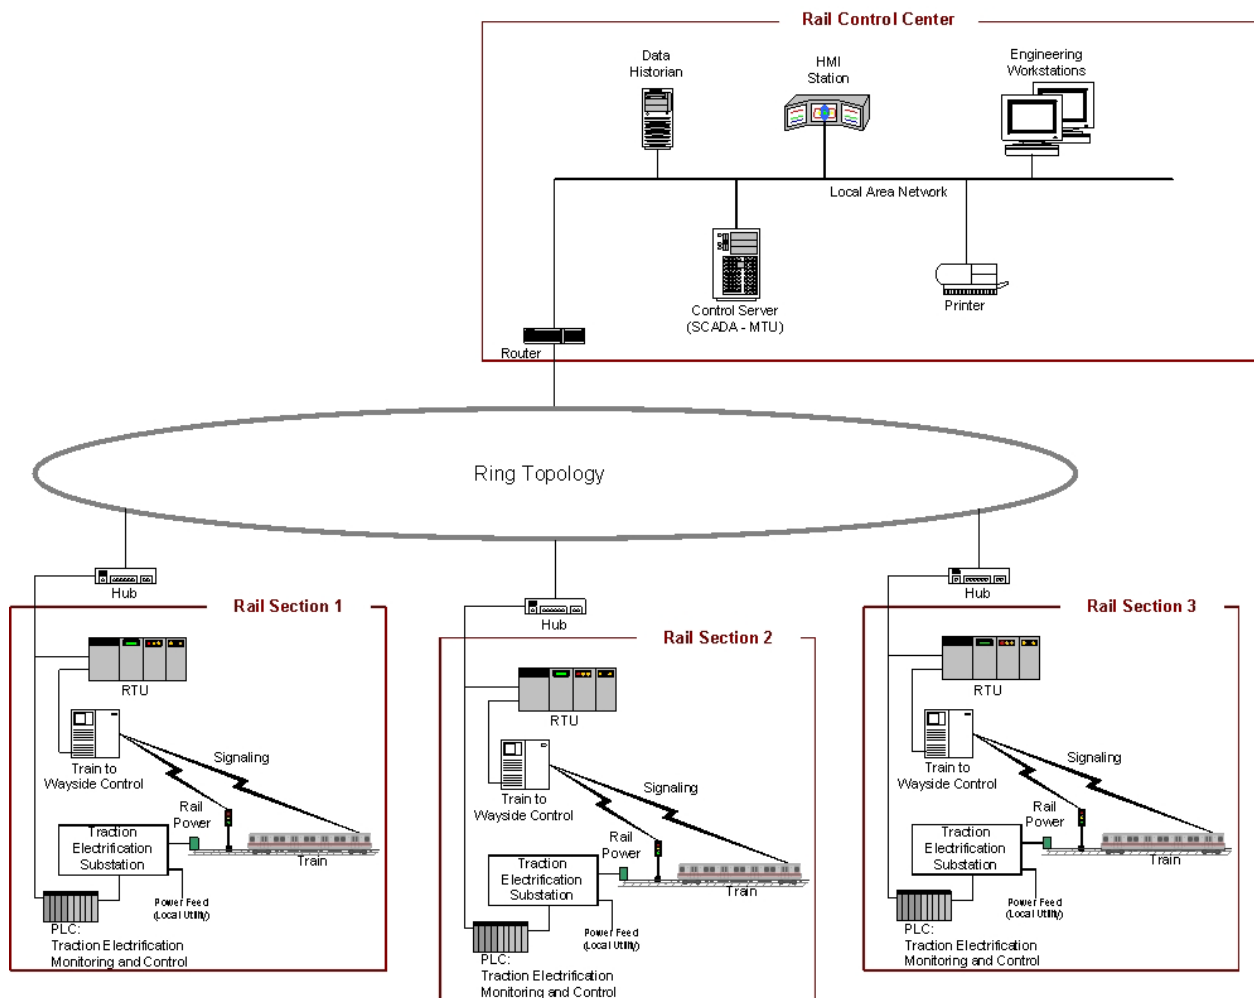 Rail Control Center
Data
Historian
HMI
Station
Engineering
Workstations
Local Area Network
Control Server
(SCADA - MTU)
Printer
Router
Ring Topology
Hub
Rail Section 1
RTU
Signaling
Train to
Wayside Control
Rail
Power
Traction
Electrification
Substation
Train
Power Feed
(Local Utility)
PLC:
Traction Electrification
Monitoring and Control
Hub
Rail Section 2
RTU
Signaling
Train to
Wayside Control
Rail
Power
Traction
Electrification
Substation
Train
Power Feed
(Local Utility)
PLC:
Traction Electrification
Monitoring and Control
Hub
Rail Section 3
RTU
Signaling
Train to
Wayside Control
Rail
Power
Traction
Electrification
Substation
Train
Power Feed
(Local Utility)
PLC:
Traction Electrification
Monitoring and Control